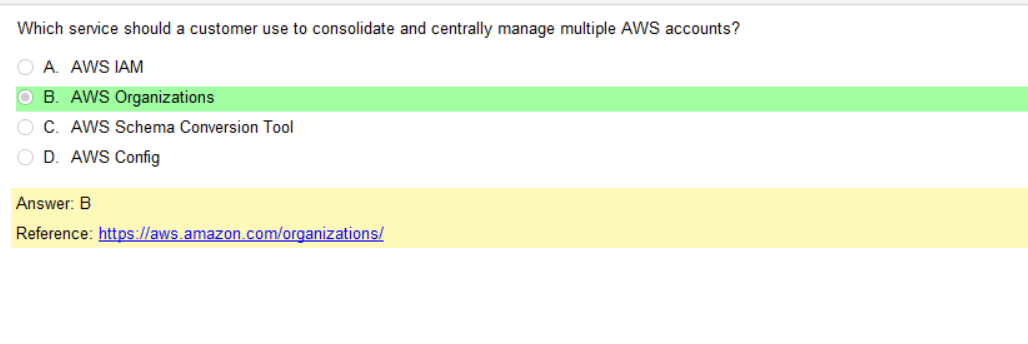 Which service should a customer use to consolidate and centrally manage multiple AWS accounts?
A. AWS IAM
B. AWS Organizations
C. AWS Schema Conversion Tool
D. AWS Config
Answer: B
Reference: https://aws.amazon.com/organizations/